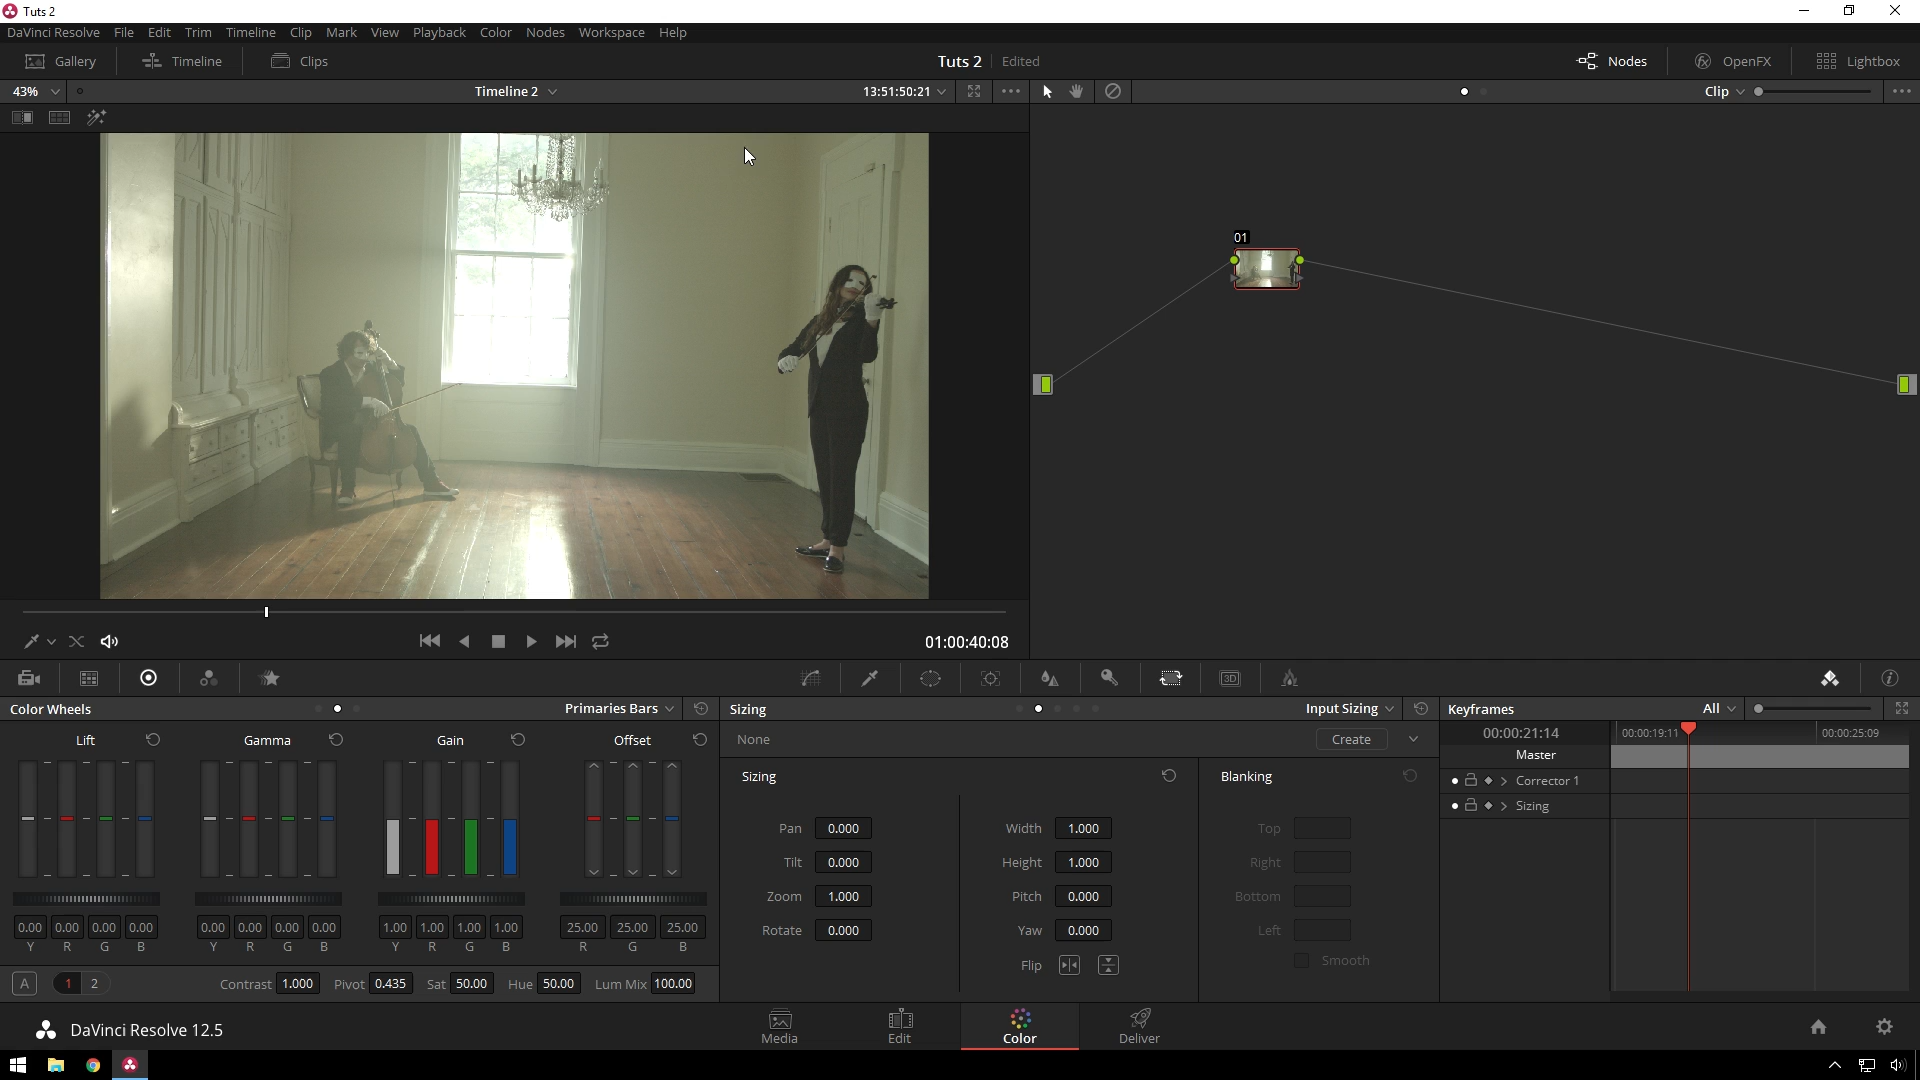 Tuts 2
DaVinci Resolve File Edit Trim Timeline Clip Mark View Playback Color Nodes Workspace Help
Gallery Timeline Clips Tuts 2 Edited Nodes OpenFX Lightbox
43% Timeline 2 13:51:50:21 Clip
01
01:00:40:08
3D
Color Wheels Primaries Bars Sizing Input Sizing Keyframes All
Lift Gamma Gain Offset None Create 00:00:21:14 00:00:19:11 00:00:25:09
Master
Sizing Blanking Corrector 1
Sizing
Pan 0.000 Width 1.000 Top
Tilt 0.000 Height 1.000 Right
Zoom 1.000 Pitch 0.000 Bottom
0.00 0.00 0.00 0.00 0.00 0.00 0.00 0.00 1.00 1.00 1.00 1.00 25.00 25.00 25.00 Rotate 0.000 Yaw 0.000 Left
Y R G B Y R G B Y R G B R G B
Flip Smooth
A 1 2 Contrast 1.000 Pivot 0.435 Sat 50.00 Hue 50.00 Lum Mix 100.00
DaVinci Resolve 12.5 Media Edit Color Deliver